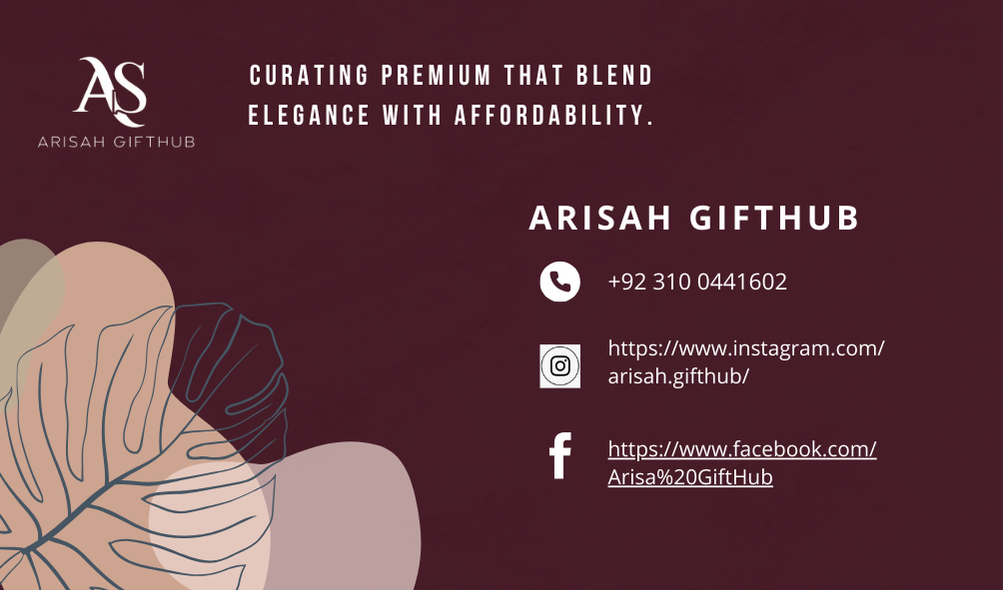 AS
ARISAH GIFTHUB
CURATING PREMIUM THAT BLEND
ELEGANCE WITH AFFORDABILITY.
ARISAH GIFTHUB
+92 310 0441602
https://www.instagram.com/
arisah.gifthub/
https://www.facebook.com/
Arisa%20GiftHub